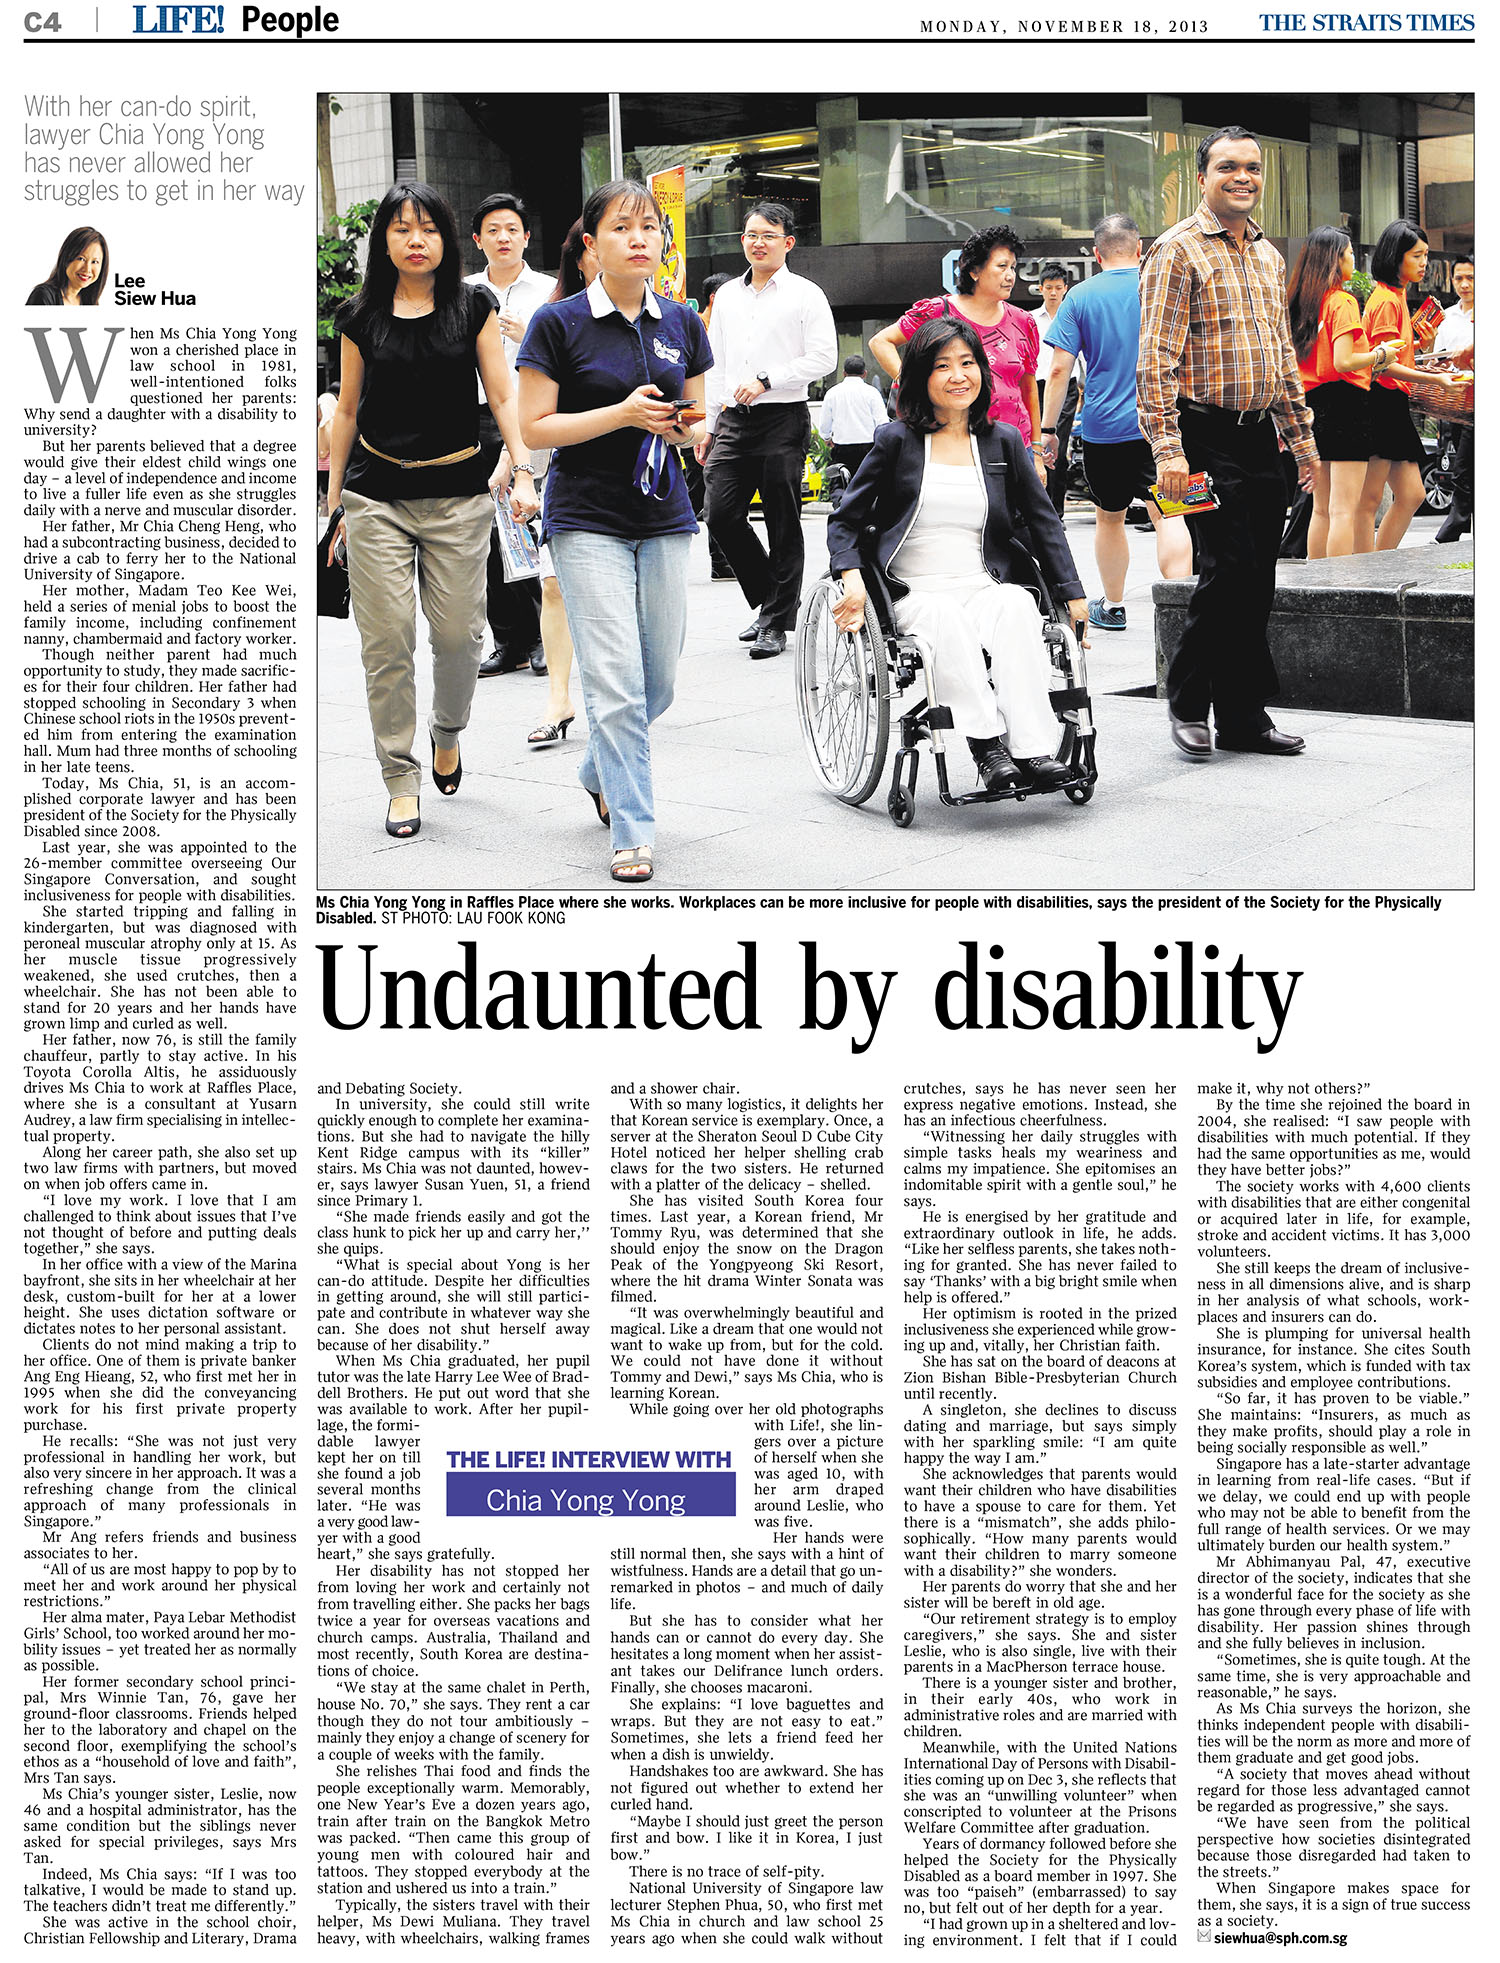 C4
LIFE! People
MONDAY, NOVEMBER 18, 2013
THE STRAITS TIMES
With her can-do spirit,
lawyer Chia Yong Yong
has never allowed her
struggles to get in her way
Lee
Siew Hua
When Ms Chia Yong Yong
won a cherished place in
law school in 1981,
well-intentioned folks
questioned her parents:
Why send a daughter with a disability to
university?
But her parents believed that a degree
would give their eldest child wings one
day – a level of independence and income
to live a fuller life even as she struggles
daily with a nerve and muscular disorder.
Her father, Mr Chia Cheng Heng, who
had a subcontracting business, decided to
drive a cab to ferry her to the National
University of Singapore.
Her mother, Madam Teo Kee Wei,
held a series of menial jobs to boost the
family income, including confinement
nanny, chambermaid and factory worker.
Though neither parent had much
opportunity to study, they made sacrific-
es for their four children. Her father had
stopped schooling in Secondary 3 when
Chinese school riots in the 1950s prevent-
ed him from entering the examination
hall. Mum had three months of schooling
in her late teens.
Today, Ms Chia, 51, is an accom-
plished corporate lawyer and has been
president of the Society for the Physically
Disabled since 2008.
Last year, she was appointed to the
26-member committee overseeing Our
Singapore Conversation, and sought
inclusiveness for people with disabilities.
She started tripping and falling in
kindergarten, but was diagnosed with
peroneal muscular atrophy only at 15. As
her muscle tissue progressively
weakened, she used crutches, then a
wheelchair. She has not been able to
stand for 20 years and her hands have
grown limp and curled as well.
Her father, now 76, is still the family
chauffeur, partly to stay active. In his
Toyota Corolla Altis, he assiduously
drives Ms Chia to work at Raffles Place,
where she is a consultant at Yusarn
Audrey, a law firm specialising in intellec-
tual property.
Along her career path, she also set up
two law firms with partners, but moved
on when job offers came in.
“I love my work. I love that I am
challenged to think about issues that I’ve
not thought of before and putting deals
together,” she says.
In her office with a view of the Marina
bayfront, she sits in her wheelchair at her
desk, custom-built for her at a lower
height. She uses dictation software or
dictates notes to her personal assistant.
Clients do not mind making a trip to
her office. One of them is private banker
Ang Eng Hieang, 52, who first met her in
1995 when she did the conveyancing
work for his first private property
purchase.
He recalls: “She was not just very
professional in handling her work, but
also very sincere in her approach. It was a
refreshing change from the clinical
approach of many professionals in
Singapore.”
Mr Ang refers friends and business
associates to her.
“All of us are most happy to pop by to
meet her and work around her physical
restrictions.”
Her alma mater, Paya Lebar Methodist
Girls’ School, too worked around her mo-
bility issues – yet treated her as normally
as possible.
Her former secondary school princi-
pal, Mrs Winnie Tan, 76, gave her
ground-floor classrooms. Friends helped
her to the laboratory and chapel on the
second floor, exemplifying the school’s
ethos as a “household of love and faith”,
Mrs Tan says.
Ms Chia’s younger sister, Leslie, now
46 and a hospital administrator, has the
same condition but the siblings never
asked for special privileges, says Mrs
Tan.
Indeed, Ms Chia says: “If I was too
talkative, I would be made to stand up.
The teachers didn’t treat me differently.”
She was active in the school choir,
Christian Fellowship and Literary, Drama
Ms Chia Yong Yong in Raffles Place where she works. Workplaces can be more inclusive for people with disabilities, says the president of the Society for the Physically
Disabled. ST PHOTO: LAU FOOK KONG
Undaunted by disability
and Debating Society.
In university, she could still write
quickly enough to complete her examina-
tions. But she had to navigate the hilly
Kent Ridge campus with its “killer”
stairs. Ms Chia was not daunted, howev-
er, says lawyer Susan Yuen, 51, a friend
since Primary 1.
“She made friends easily and got the
class hunk to pick her up and carry her,’’
she quips.
“What is special about Yong is her
can-do attitude. Despite her difficulties
in getting around, she will still partici-
pate and contribute in whatever way she
can. She does not shut herself away
because of her disability.”
When Ms Chia graduated, her pupil
tutor was the late Harry Lee Wee of Brad-
dell Brothers. He put out word that she
was available to work. After her pupil-
lage, the formi-
dable lawyer
kept her on till
she found a job
several months
later. “He was
a very good law-
yer with a good
heart,” she says gratefully.
Her disability has not stopped her
from loving her work and certainly not
from travelling either. She packs her bags
twice a year for overseas vacations and
church camps. Australia, Thailand and
most recently, South Korea are destina-
tions of choice.
“We stay at the same chalet in Perth,
house No. 70,” she says. They rent a car
though they do not tour ambitiously –
mainly they enjoy a change of scenery for
a couple of weeks with the family.
She relishes Thai food and finds the
people exceptionally warm. Memorably,
one New Year’s Eve a dozen years ago,
train after train on the Bangkok Metro
was packed. “Then came this group of
young men with coloured hair and
tattoos. They stopped everybody at the
station and ushered us into a train.”
Typically, the sisters travel with their
helper, Ms Dewi Muliana. They travel
heavy, with wheelchairs, walking frames
THE LIFE! INTERVIEW WITH
Chia Yong Yong
and a shower chair.
With so many logistics, it delights her
that Korean service is exemplary. Once, a
server at the Sheraton Seoul D Cube City
Hotel noticed her helper shelling crab
claws for the two sisters. He returned
with a platter of the delicacy – shelled.
She has visited South Korea four
times. Last year, a Korean friend, Mr
Tommy Ryu, was determined that she
should enjoy the snow on the Dragon
Peak of the Yongpyeong Ski Resort,
where the hit drama Winter Sonata was
filmed.
“It was overwhelmingly beautiful and
magical. Like a dream that one would not
want to wake up from, but for the cold.
We could not have done it without
Tommy and Dewi,” says Ms Chia, who is
learning Korean.
While going over her old photographs
with Life!, she lin-
gers over a picture
of herself when she
was aged 10, with
her arm draped
around Leslie, who
was five.
Her hands were
still normal then, she says with a hint of
wistfulness. Hands are a detail that go un-
remarked in photos – and much of daily
life.
But she has to consider what her
hands can or cannot do every day. She
hesitates a long moment when her assist-
ant takes our Delifrance lunch orders.
Finally, she chooses macaroni.
She explains: “I love baguettes and
wraps. But they are not easy to eat.”
Sometimes, she lets a friend feed her
when a dish is unwieldy.
Handshakes too are awkward. She has
not figured out whether to extend her
curled hand.
“Maybe I should just greet the person
first and bow. I like it in Korea, I just
bow.”
There is no trace of self-pity.
National University of Singapore law
lecturer Stephen Phua, 50, who first met
Ms Chia in church and law school 25
years ago when she could walk without
crutches, says he has never seen her
express negative emotions. Instead, she
has an infectious cheerfulness.
“Witnessing her daily struggles with
simple tasks heals my weariness and
calms my impatience. She epitomises an
indomitable spirit with a gentle soul,” he
says.
He is energised by her gratitude and
extraordinary outlook in life, he adds.
“Like her selfless parents, she takes noth-
ing for granted. She has never failed to
say ‘Thanks’ with a big bright smile when
help is offered.”
Her optimism is rooted in the prized
inclusiveness she experienced while grow-
ing up and, vitally, her Christian faith.
She has sat on the board of deacons at
Zion Bishan Bible-Presbyterian Church
until recently.
A singleton, she declines to discuss
dating and marriage, but says simply
with her sparkling smile: “I am quite
happy the way I am.”
She acknowledges that parents would
want their children who have disabilities
to have a spouse to care for them. Yet
there is a “mismatch”, she adds philo-
sophically. “How many parents would
want their children to marry someone
with a disability?” she wonders.
Her parents do worry that she and her
sister will be bereft in old age.
“Our retirement strategy is to employ
caregivers,” she says. She and sister
Leslie, who is also single, live with their
parents in a MacPherson terrace house.
There is a younger sister and brother,
in their early 40s, who work in
administrative roles and are married with
children.
Meanwhile, with the United Nations
International Day of Persons with Disabil-
ities coming up on Dec 3, she reflects that
she was an “unwilling volunteer” when
conscripted to volunteer at the Prisons
Welfare Committee after graduation.
Years of dormancy followed before she
helped the Society for the Physically
Disabled as a board member in 1997. She
was too “paiseh” (embarrassed) to say
no, but felt out of her depth for a year.
“I had grown up in a sheltered and lov-
ing environment. I felt that if I could
make it, why not others?”
By the time she rejoined the board in
2004, she realised: “I saw people with
disabilities with much potential. If they
had the same opportunities as me, would
they have better jobs?”
The society works with 4,600 clients
with disabilities that are either congenital
or acquired later in life, for example,
stroke and accident victims. It has 3,000
volunteers.
She still keeps the dream of inclusive-
ness in all dimensions alive, and is sharp
in her analysis of what schools, work-
places and insurers can do.
She is plumping for universal health
insurance, for instance. She cites South
Korea’s system, which is funded with tax
subsidies and employee contributions.
“So far, it has proven to be viable.”
She maintains: “Insurers, as much as
they make profits, should play a role in
being socially responsible as well.”
Singapore has a late-starter advantage
in learning from real-life cases. “But if
we delay, we could end up with people
who may not be able to benefit from the
full range of health services. Or we may
ultimately burden our health system.”
Mr Abhimanyau Pal, 47, executive
director of the society, indicates that she
is a wonderful face for the society as she
has gone through every phase of life with
disability. Her passion shines through
and she fully believes in inclusion.
“Sometimes, she is quite tough. At the
same time, she is very approachable and
reasonable,” he says.
As Ms Chia surveys the horizon, she
thinks independent people with disabili-
ties will be the norm as more and more of
them graduate and get good jobs.
“A society that moves ahead without
regard for those less advantaged cannot
be regarded as progressive,” she says.
“We have seen from the political
perspective how societies disintegrated
because those disregarded had taken to
the streets.”
When Singapore makes space for
them, she says, it is a sign of true success
as a society.
siewhua@sph.com.sg